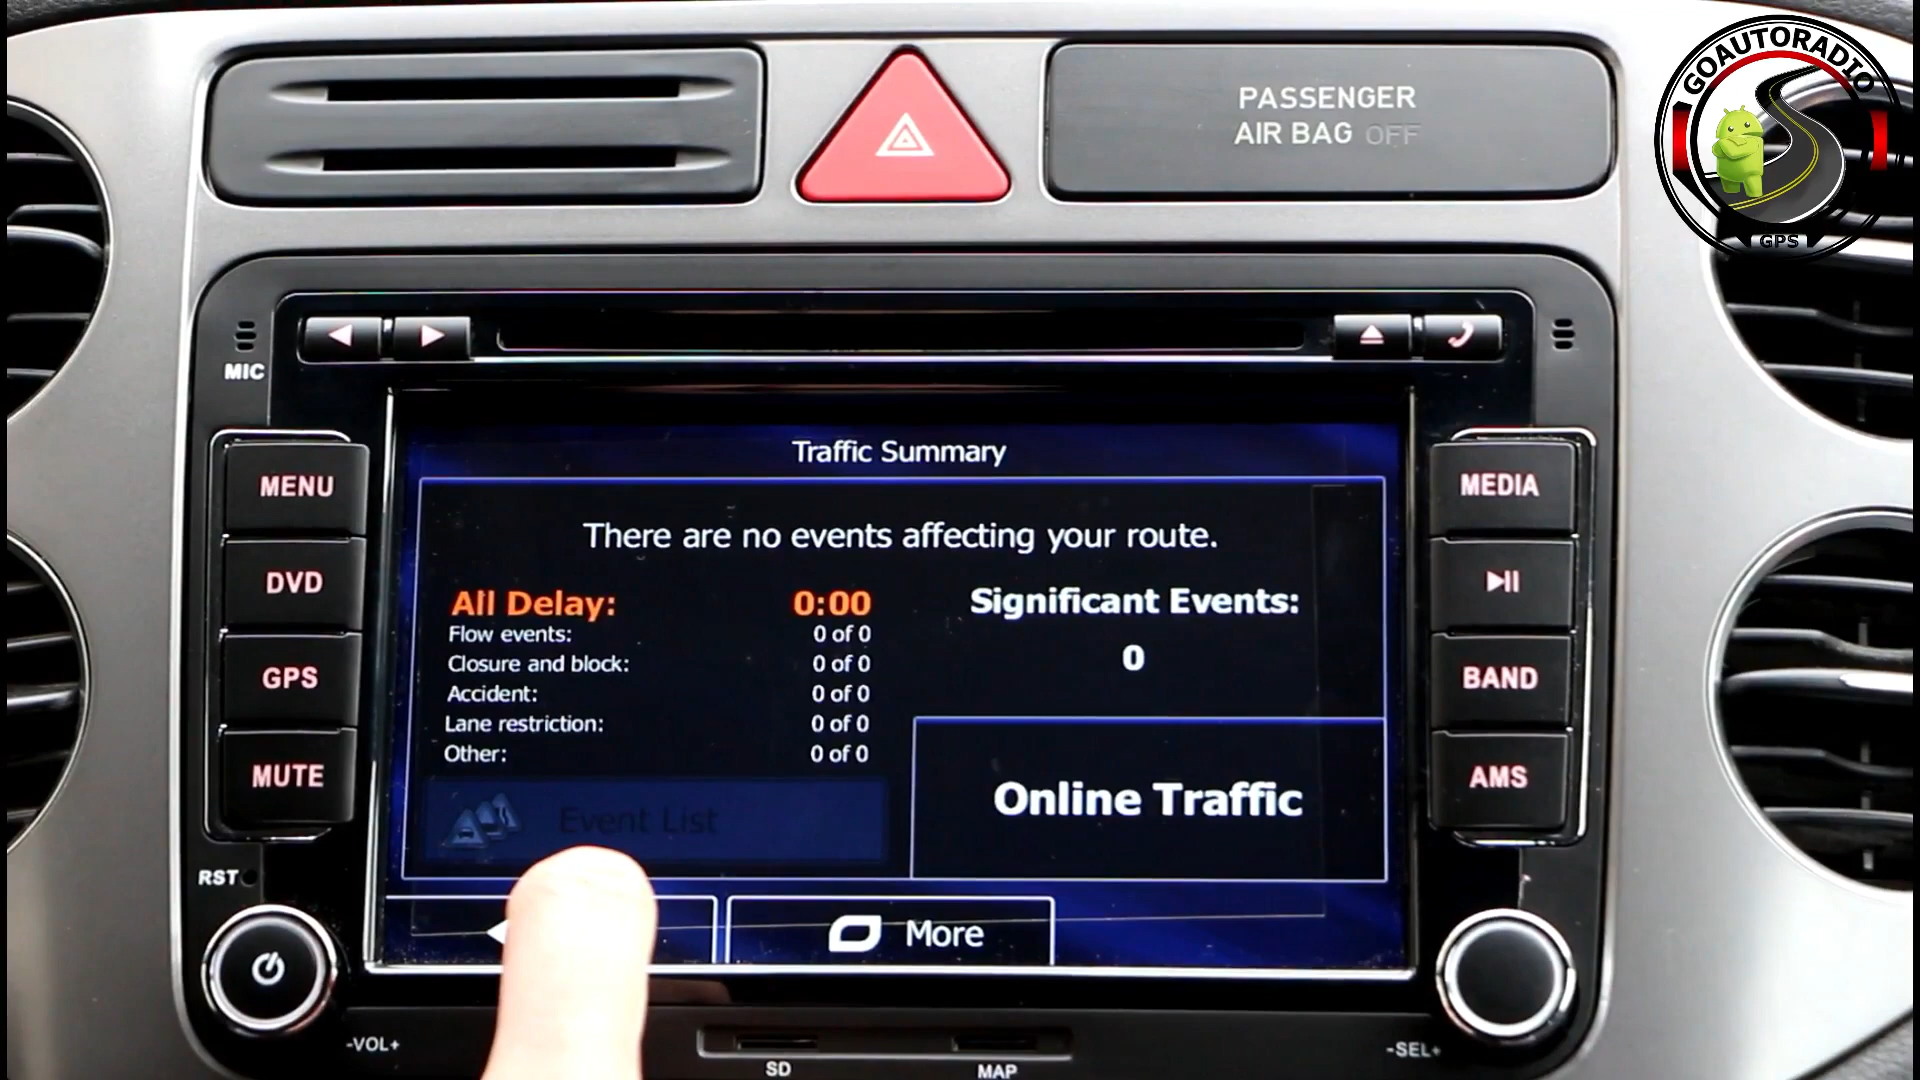 GOAUTORADIO
GPS
PASSENGER
AIR BAG OFF
MIC
MENU
DVD
GPS
MUTE
RST
-VOL+
Traffic Summary
There are no events affecting your route.
All Delay: 0:00
Flow events: 0 of 0
Closure and block: 0 of 0
Accident: 0 of 0
Lane restriction: 0 of 0
Other: 0 of 0
Event List
Significant Events:
0
Online Traffic
More
MEDIA
BAND
AMS
-SEL+
SD
MAP